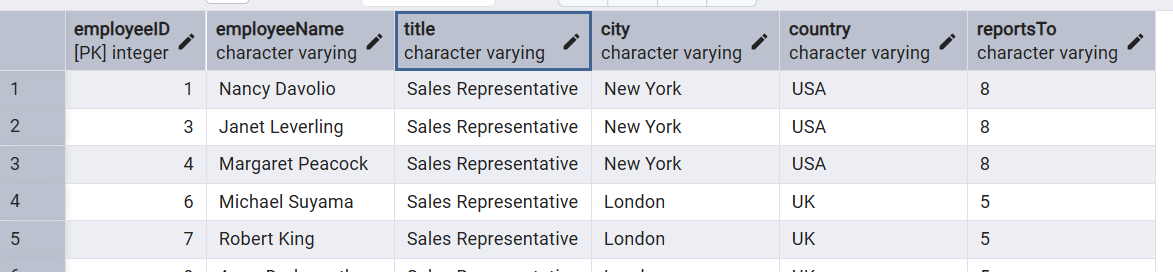 employeeID employeeName title city country reportsTo
[PK] integer character varying character varying character varying character varying character varying
1 1 Nancy Davolio Sales Representative New York USA 8
2 3 Janet Leverling Sales Representative New York USA 8
3 4 Margaret Peacock Sales Representative New York USA 8
4 6 Michael Suyama Sales Representative London UK 5
5 7 Robert King Sales Representative London UK 5